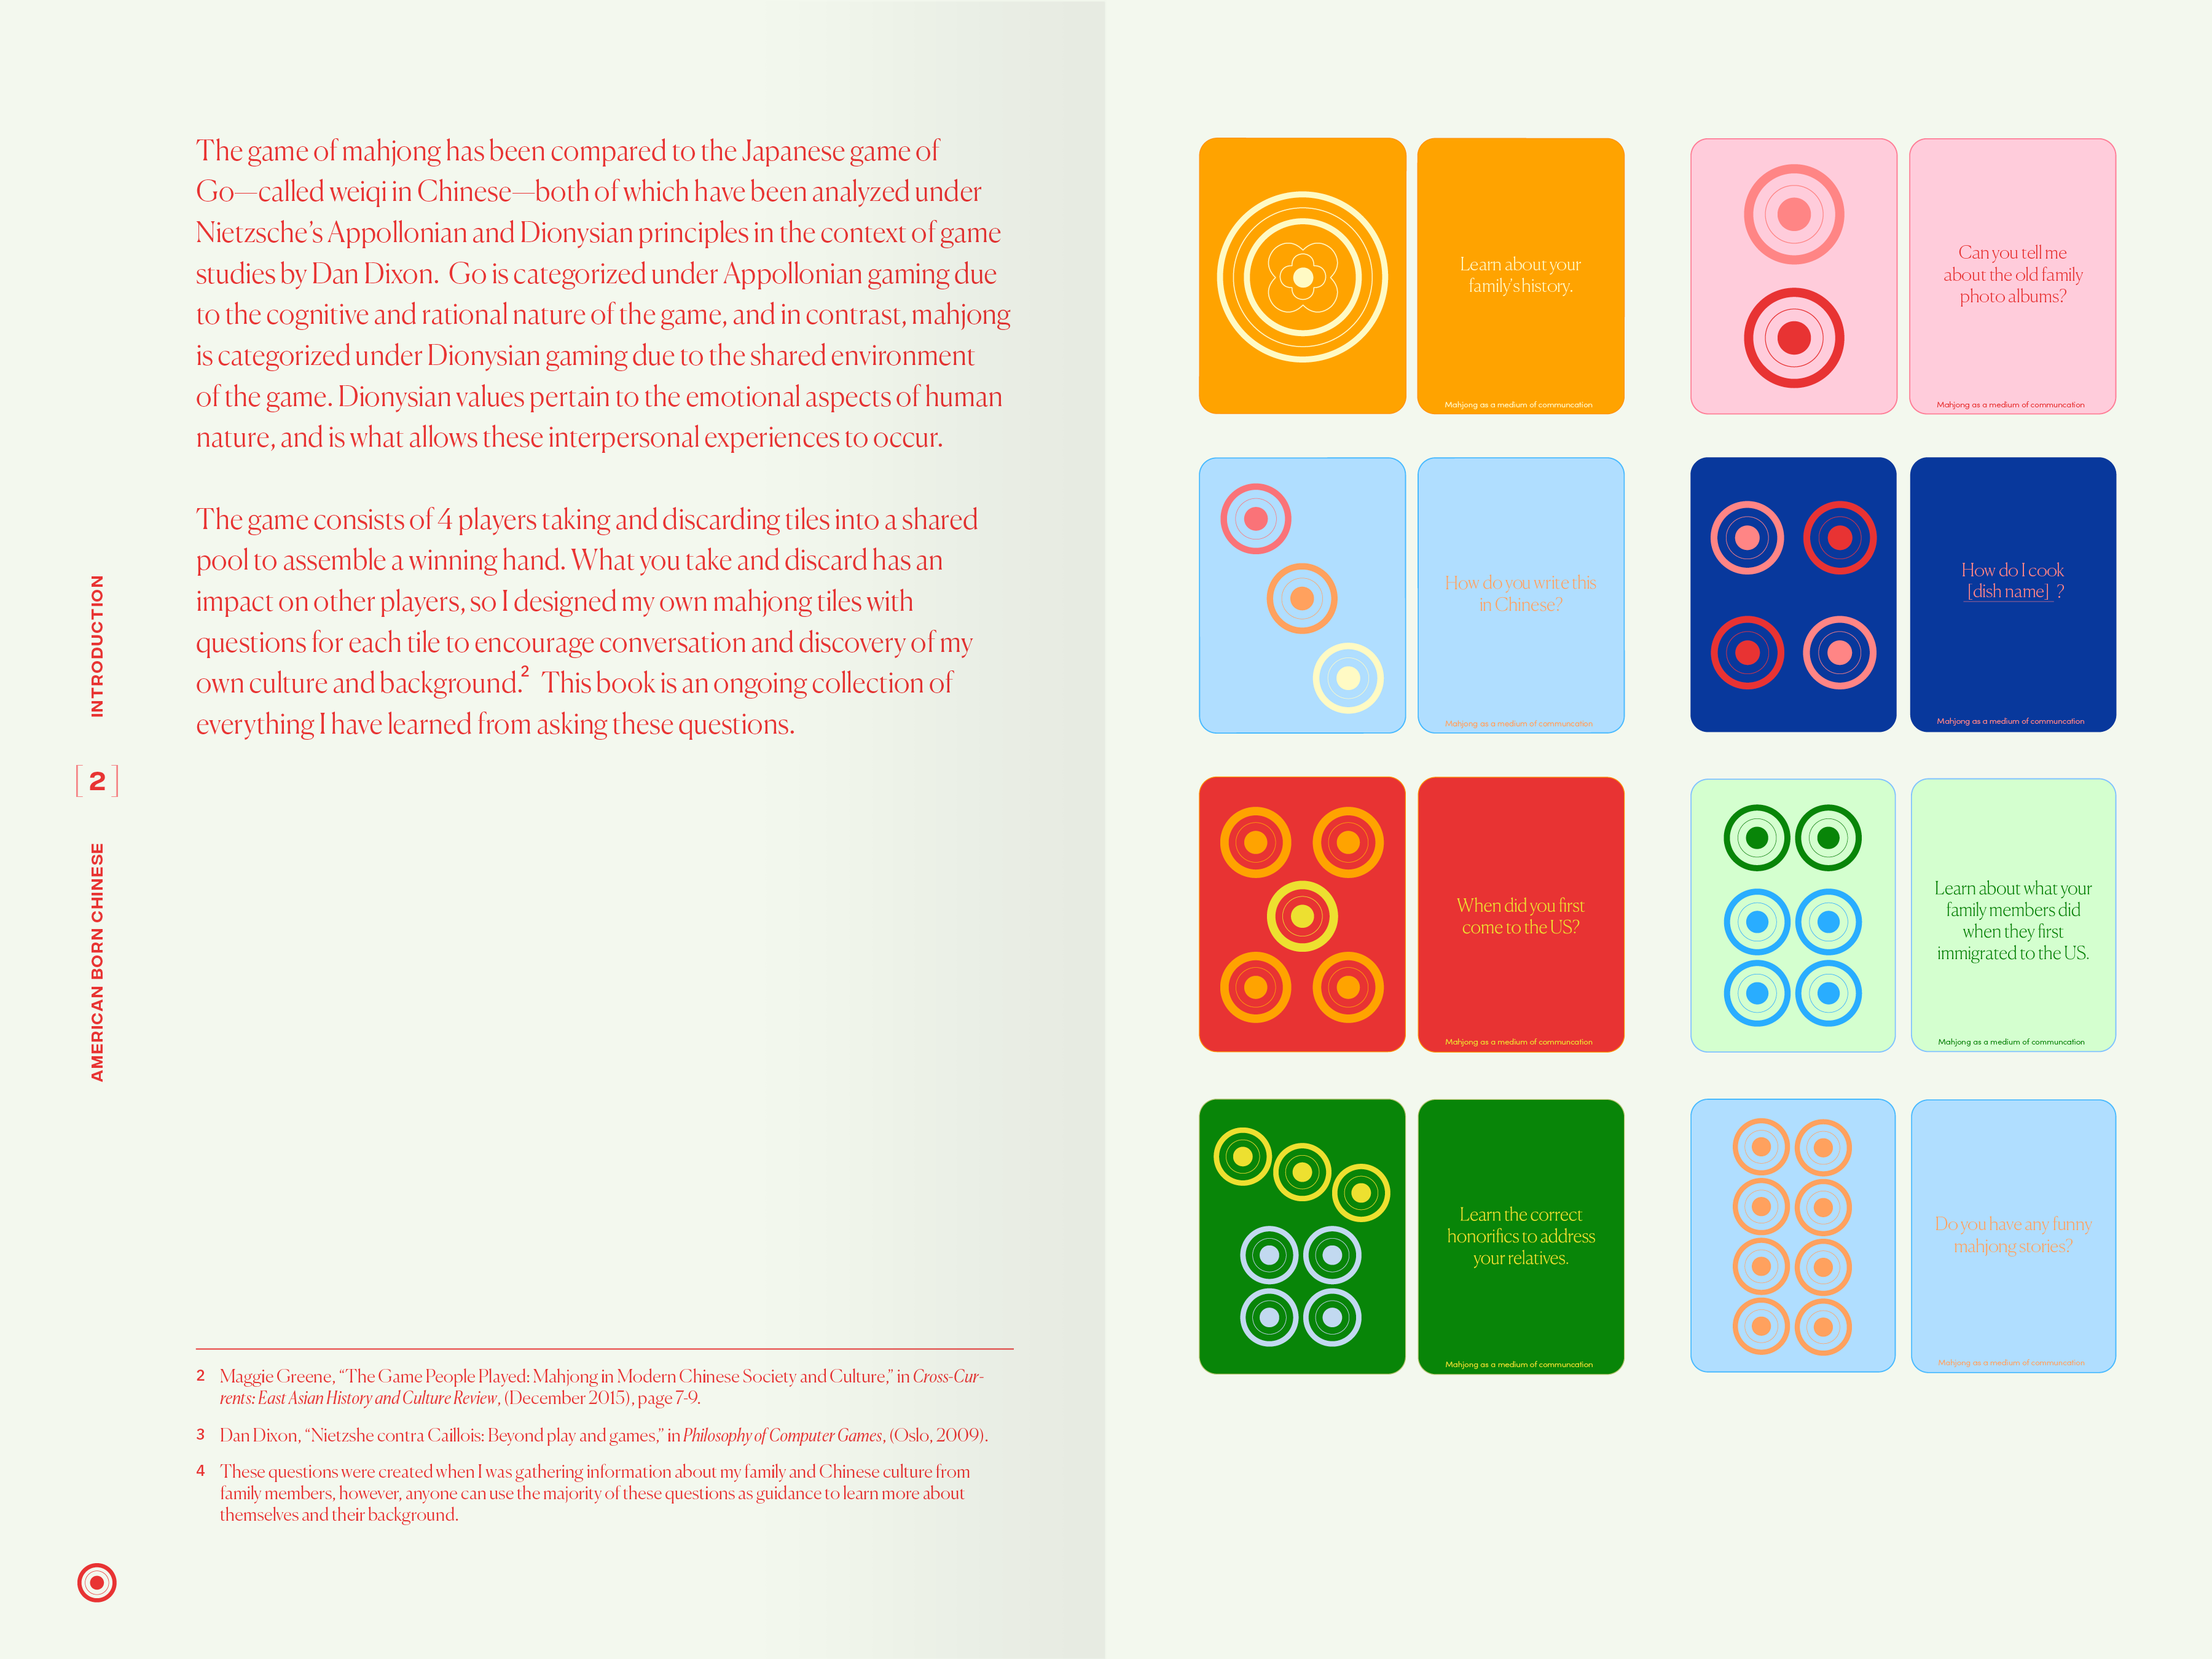 The game of mahjong has been compared to the Japanese game of
Go—called weiqi in Chinese—both of which have been analyzed under
Nietzsche’s Appollonian and Dionysian principles in the context of game
studies by Dan Dixon.  Go is categorized under Appollonian gaming due
to the cognitive and rational nature of the game, and in contrast, mahjong
is categorized under Dionysian gaming due to the shared environment
of the game. Dionysian values pertain to the emotional aspects of human
nature, and is what allows these interpersonal experiences to occur.
The game consists of 4 players taking and discarding tiles into a shared
pool to assemble a winning hand. What you take and discard has an
impact on other players, so I designed my own mahjong tiles with
questions for each tile to encourage conversation and discovery of my
own culture and background.²  This book is an ongoing collection of
everything I have learned from asking these questions.
INTRODUCTION
[ 2 ]
AMERICAN BORN CHINESE
2 Maggie Greene, “The Game People Played: Mahjong in Modern Chinese Society and Culture,” in Cross-Cur-
rents: East Asian History and Culture Review, (December 2015), page 7-9.
3 Dan Dixon, “Nietzshe contra Caillois: Beyond play and games,” in Philosophy of Computer Games, (Oslo, 2009).
4 These questions were created when I was gathering information about my family and Chinese culture from
family members, however, anyone can use the majority of these questions as guidance to learn more about
themselves and their background.
Learn about your
family's history.
Mahjong as a medium of communcation
Can you tell me
about the old family
photo albums?
Mahjong as a medium of communcation
How do you write this
in Chinese?
Mahjong as a medium of communcation
How do I cook
[dish name] ?
Mahjong as a medium of communcation
When did you first
come to the US?
Mahjong as a medium of communcation
Learn about what your
family members did
when they first
immigrated to the US.
Mahjong as a medium of communcation
Learn the correct
honorifics to address
your relatives.
Mahjong as a medium of communcation
Do you have any funny
mahjong stories?
Mahjong as a medium of communcation